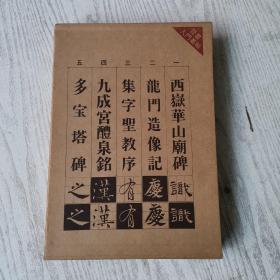 一
西嶽華山廟碑
識
識
二
龍門造像記
慶
慶
三
集字聖教序
有
有
四
九成宮醴泉銘
漢
漢
五
多宝塔碑
之
之